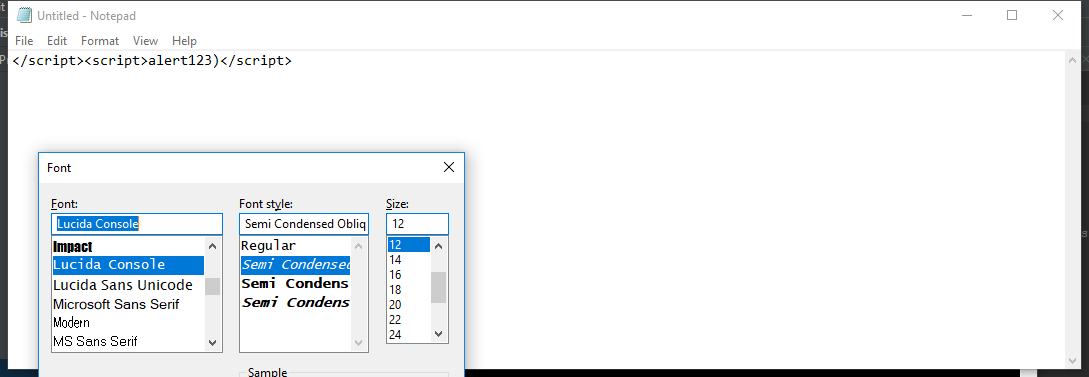 Untitled - Notepad
File Edit Format View Help
</script><script>alert123)</script>
Font
Font: Font style: Size:
Lucida Console Semi Condensed Obliq 12
Impact Regular 12
Lucida Console Semi Condensed 14
Lucida Sans Unicode Semi Condens 16
Microsoft Sans Serif Semi Condens 18
Modern 20
MS Sans Serif 22
24
Sample